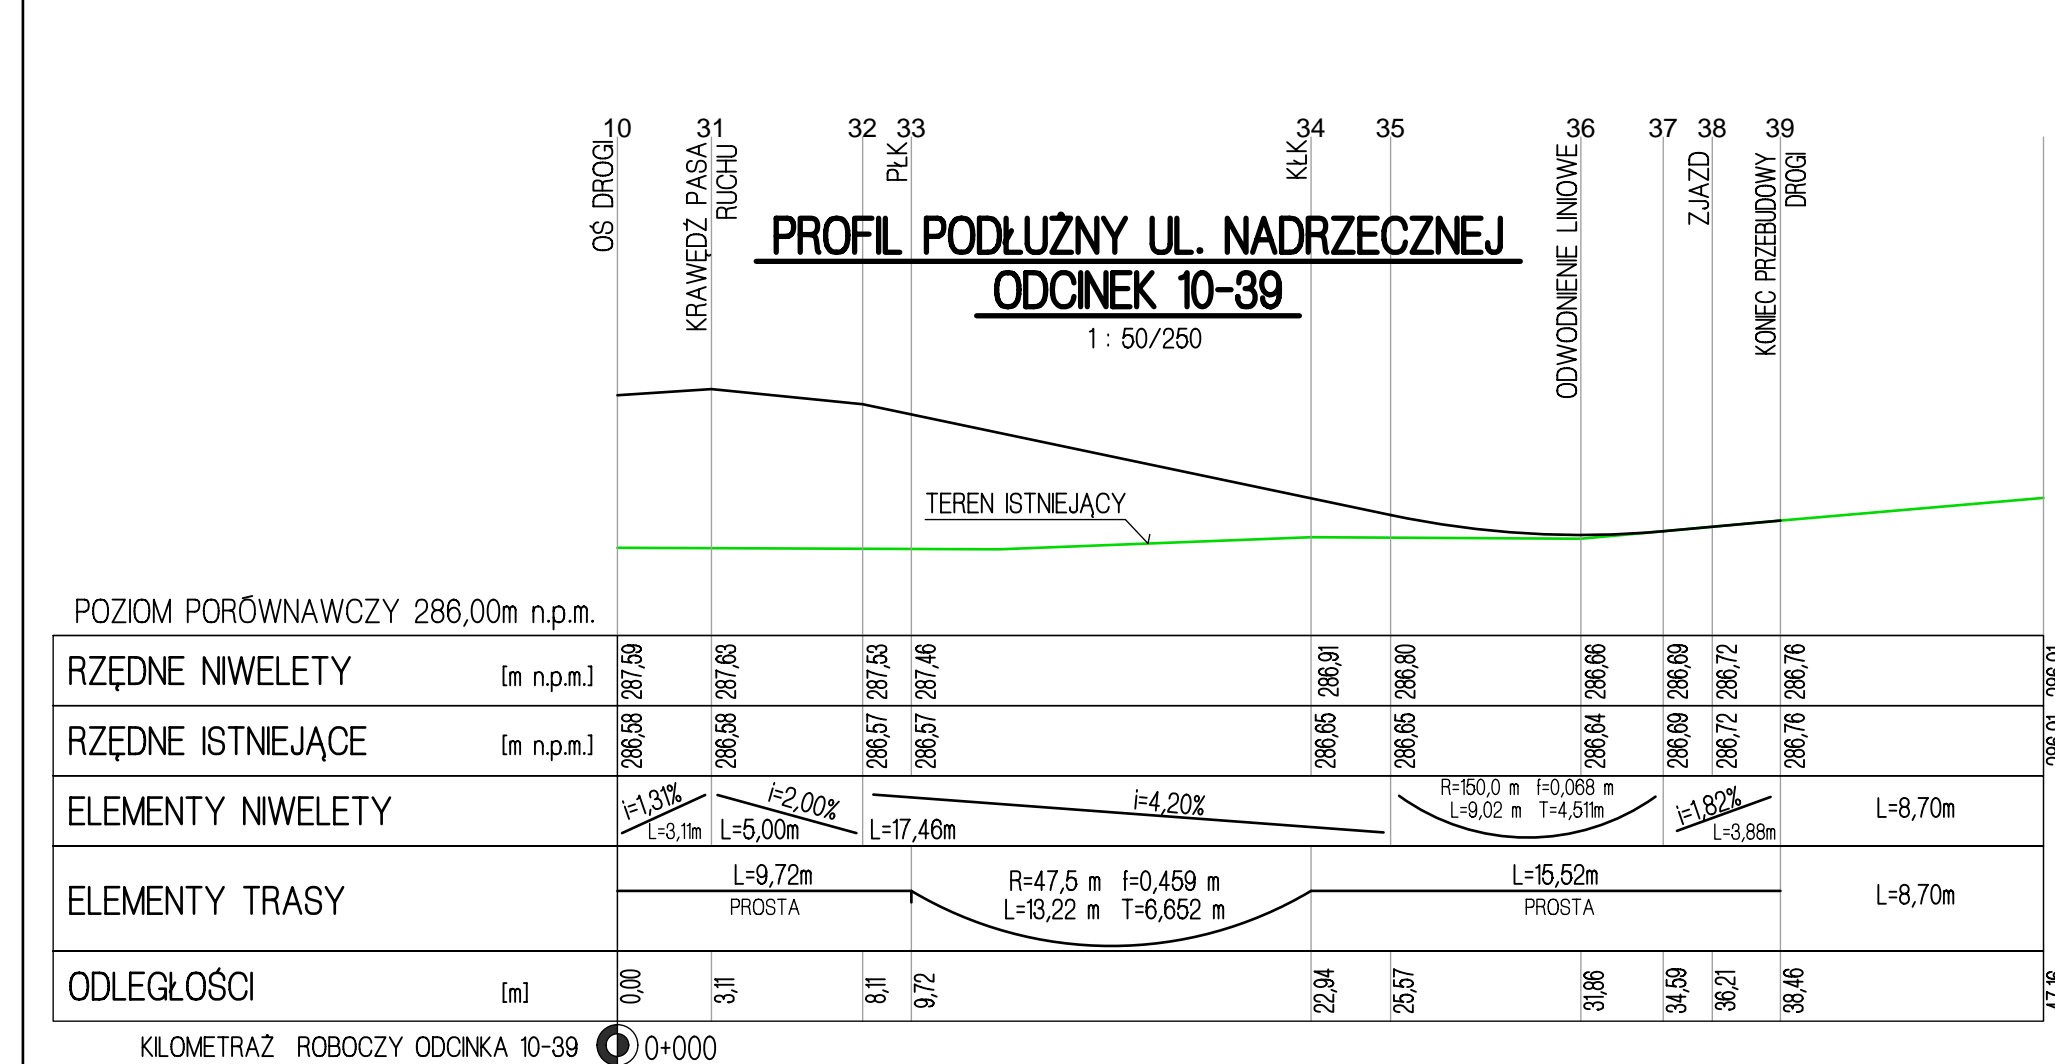 10 31 32 33 34 35 36 37 38 39
OŚ DROGI
KRAWĘDŹ PASA
RUCHU
PŁK
KŁK
ODWODNIENIE LINIOWE
ZJAZD
KONIEC PRZEBUDOWY
DROGI
PROFIL PODŁUŻNY UL. NADRZECZNEJ
ODCINEK 10-39
1 : 50/250
TEREN ISTNIEJĄCY
POZIOM PORÓWNAWCZY 286,00m n.p.m.
RZĘDNE NIWELETY [m n.p.m.] 287,59 287,63 287,53 287,46 286,91 286,80 286,66 286,69 286,72 286,76
RZĘDNE ISTNIEJĄCE [m n.p.m.] 286,58 286,58 286,57 286,57 286,65 286,65 286,64 286,69 286,72 286,76
ELEMENTY NIWELETY
i=1,31%
L=3,11m
i=2,00%
L=5,00m
i=4,20%
L=17,46m
R=150,0 m f=0,068 m
L=9,02 m T=4,511m
i=1,82%
L=3,88m
L=8,70m
ELEMENTY TRASY
L=9,72m
PROSTA
R=47,5 m f=0,459 m
L=13,22 m T=6,652 m
L=15,52m
PROSTA
L=8,70m
ODLEGŁOŚCI [m] 0,00 3,11 8,11 9,72 22,94 25,57 31,86 34,59 36,21 38,46
KILOMETRAŻ ROBOCZY ODCINKA 10-39 0+000